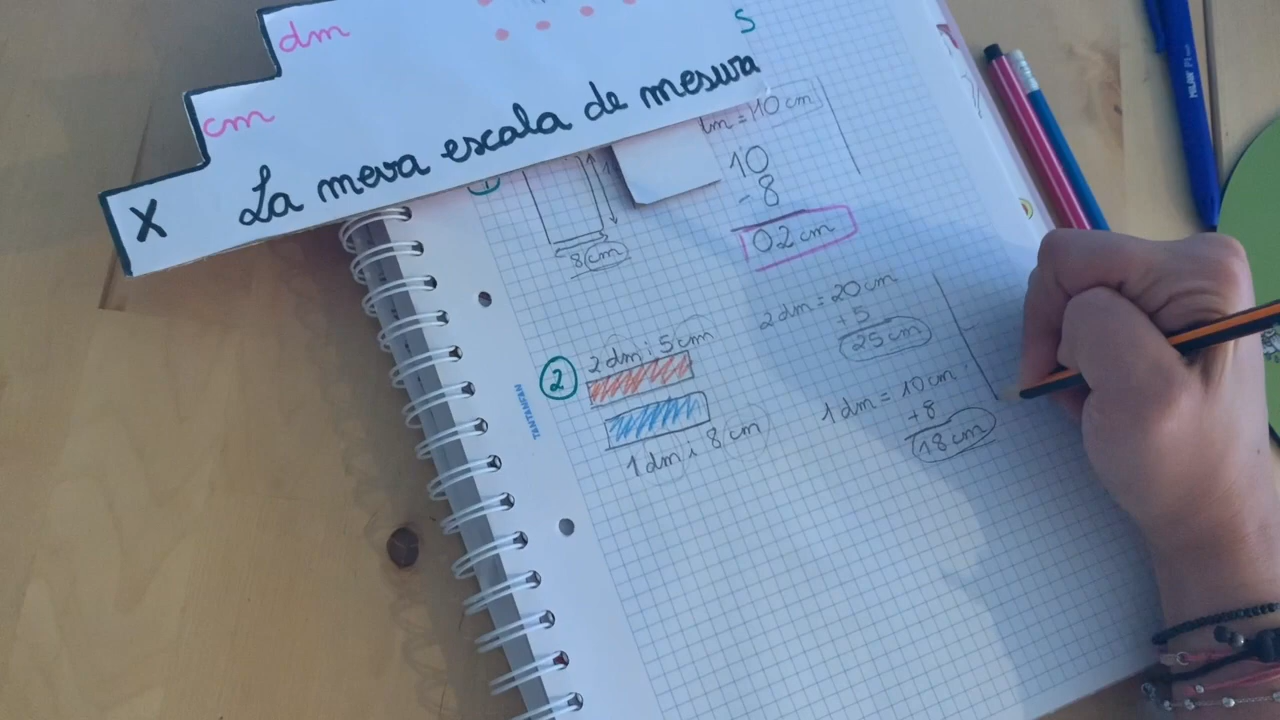 dm
cm
X La meva escala de mesura
S
1
8 cm
dm = 10 cm
10
- 8
02 cm
2
2 dm i 5 cm
1 dm i 8 cm
2 dm = 20 cm
+ 5
25 cm
1 dm = 10 cm
+ 8
18 cm
TANTANFAN
MILAN P1